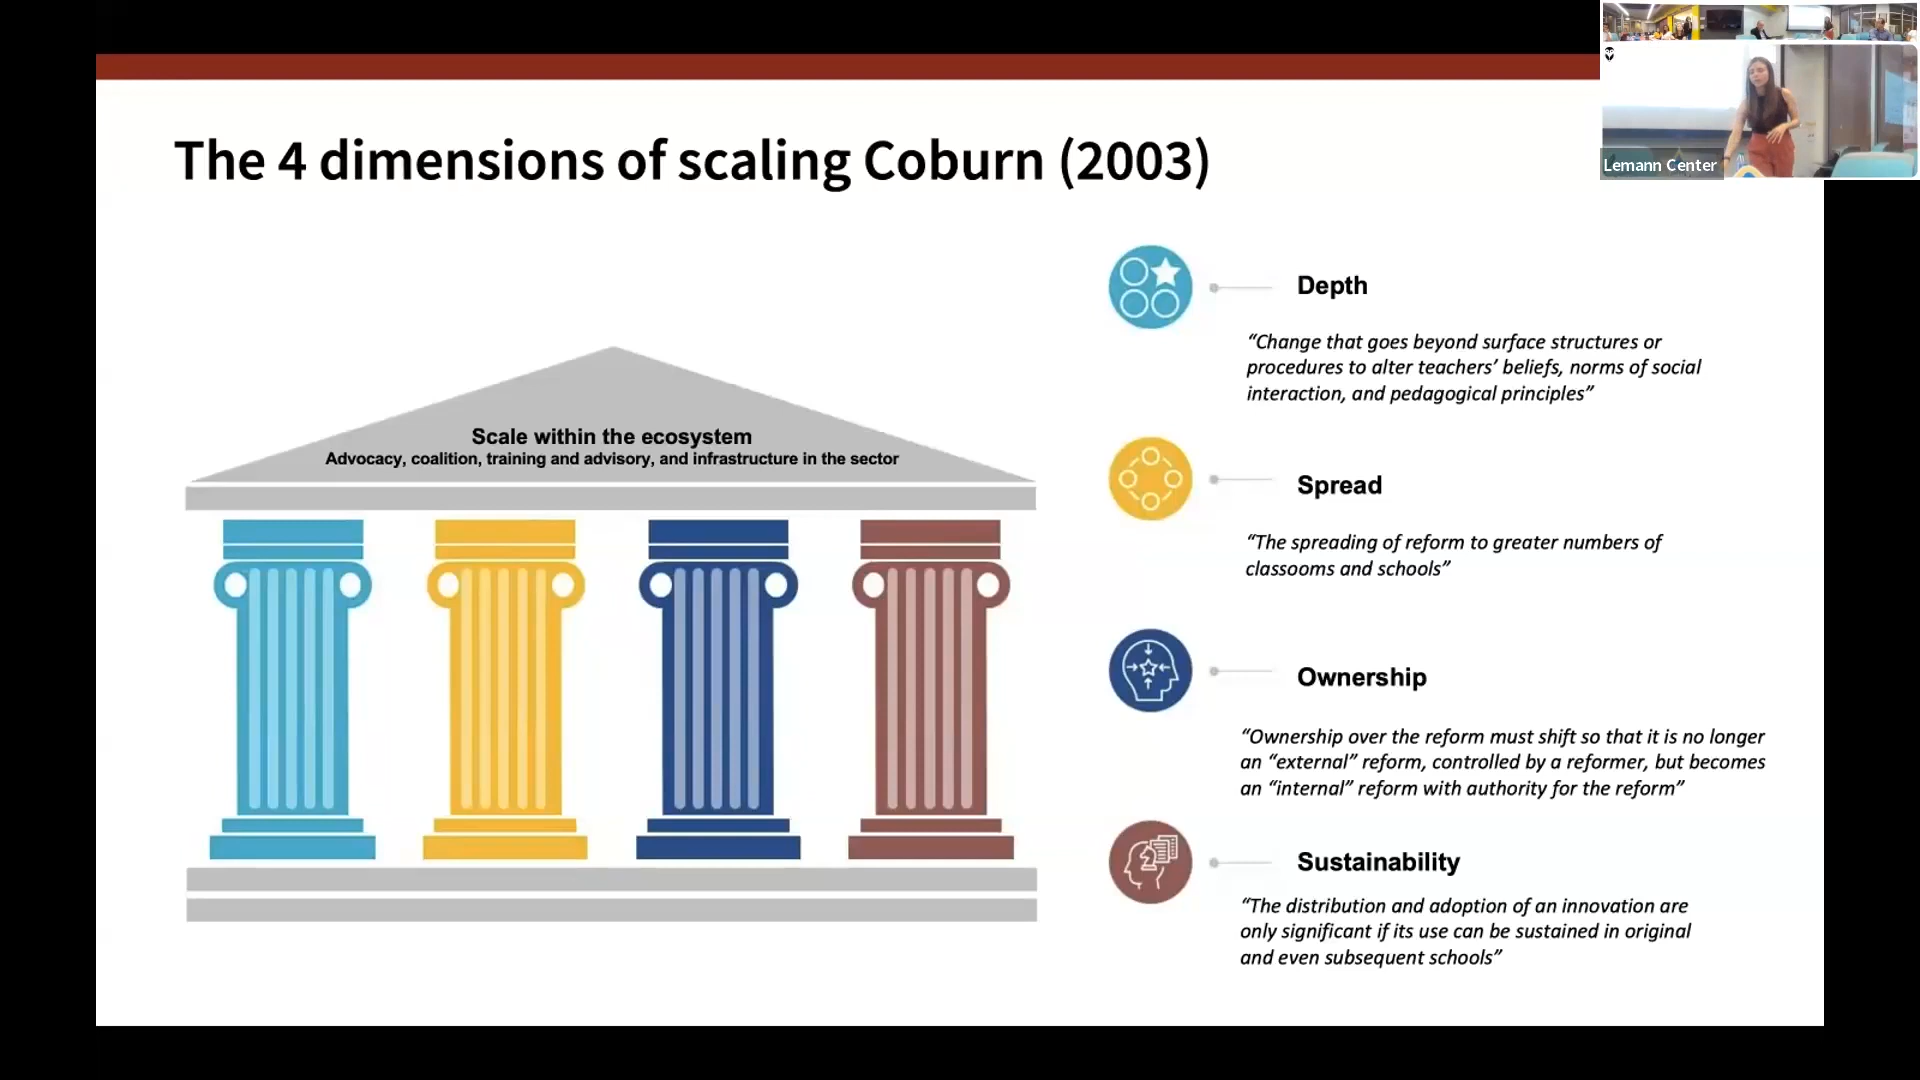 The 4 dimensions of scaling Coburn (2003)
Lemann Center
Scale within the ecosystem
Advocacy, coalition, training and advisory, and infrastructure in the sector
Depth
“Change that goes beyond surface structures or
procedures to alter teachers’ beliefs, norms of social
interaction, and pedagogical principles”
Spread
“The spreading of reform to greater numbers of
classooms and schools”
Ownership
“Ownership over the reform must shift so that it is no longer
an “external” reform, controlled by a reformer, but becomes
an “internal” reform with authority for the reform”
Sustainability
“The distribution and adoption of an innovation are
only significant if its use can be sustained in original
and even subsequent schools”